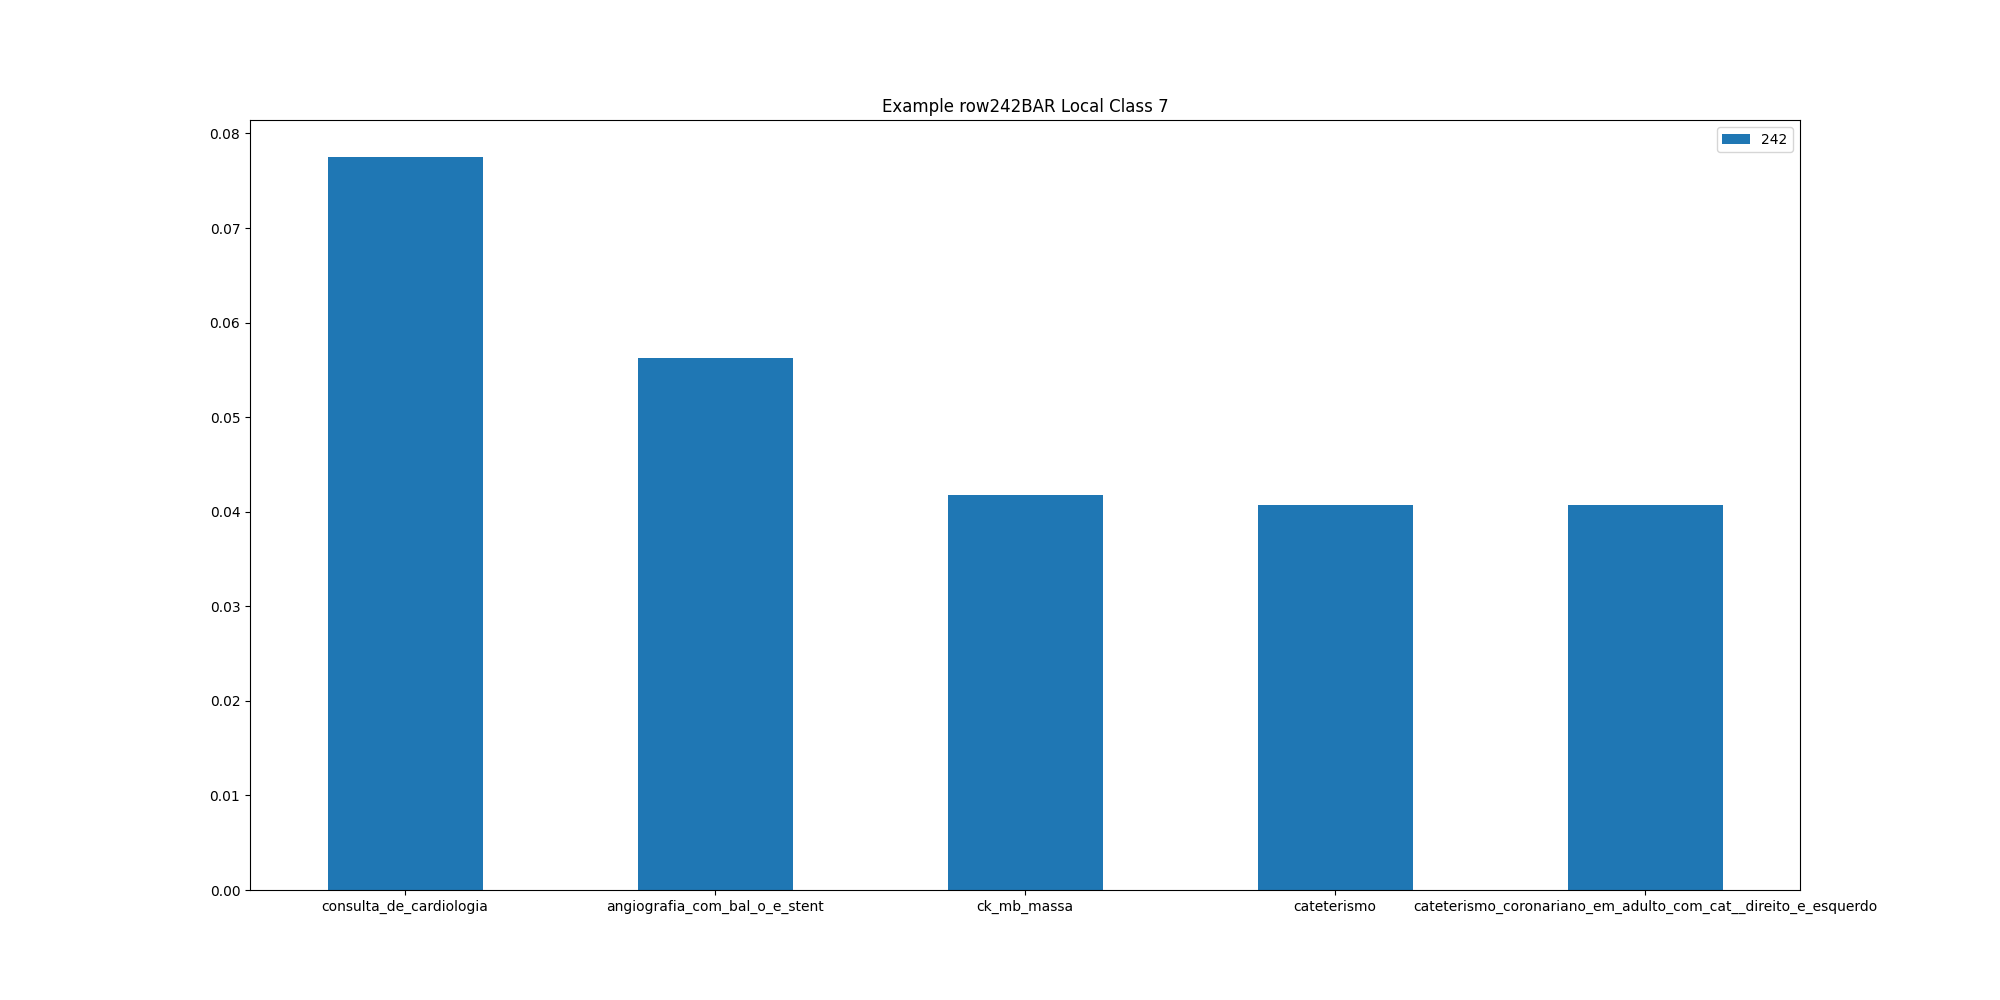 Example row242BAR Local Class 7
242
0.08
0.07
0.06
0.05
0.04
0.03
0.02
0.01
0.00
consulta_de_cardiologia
angiografia_com_bal_o_e_stent
ck_mb_massa
cateterismo
cateterismo_coronariano_em_adulto_com_cat__direito_e_esquerdo